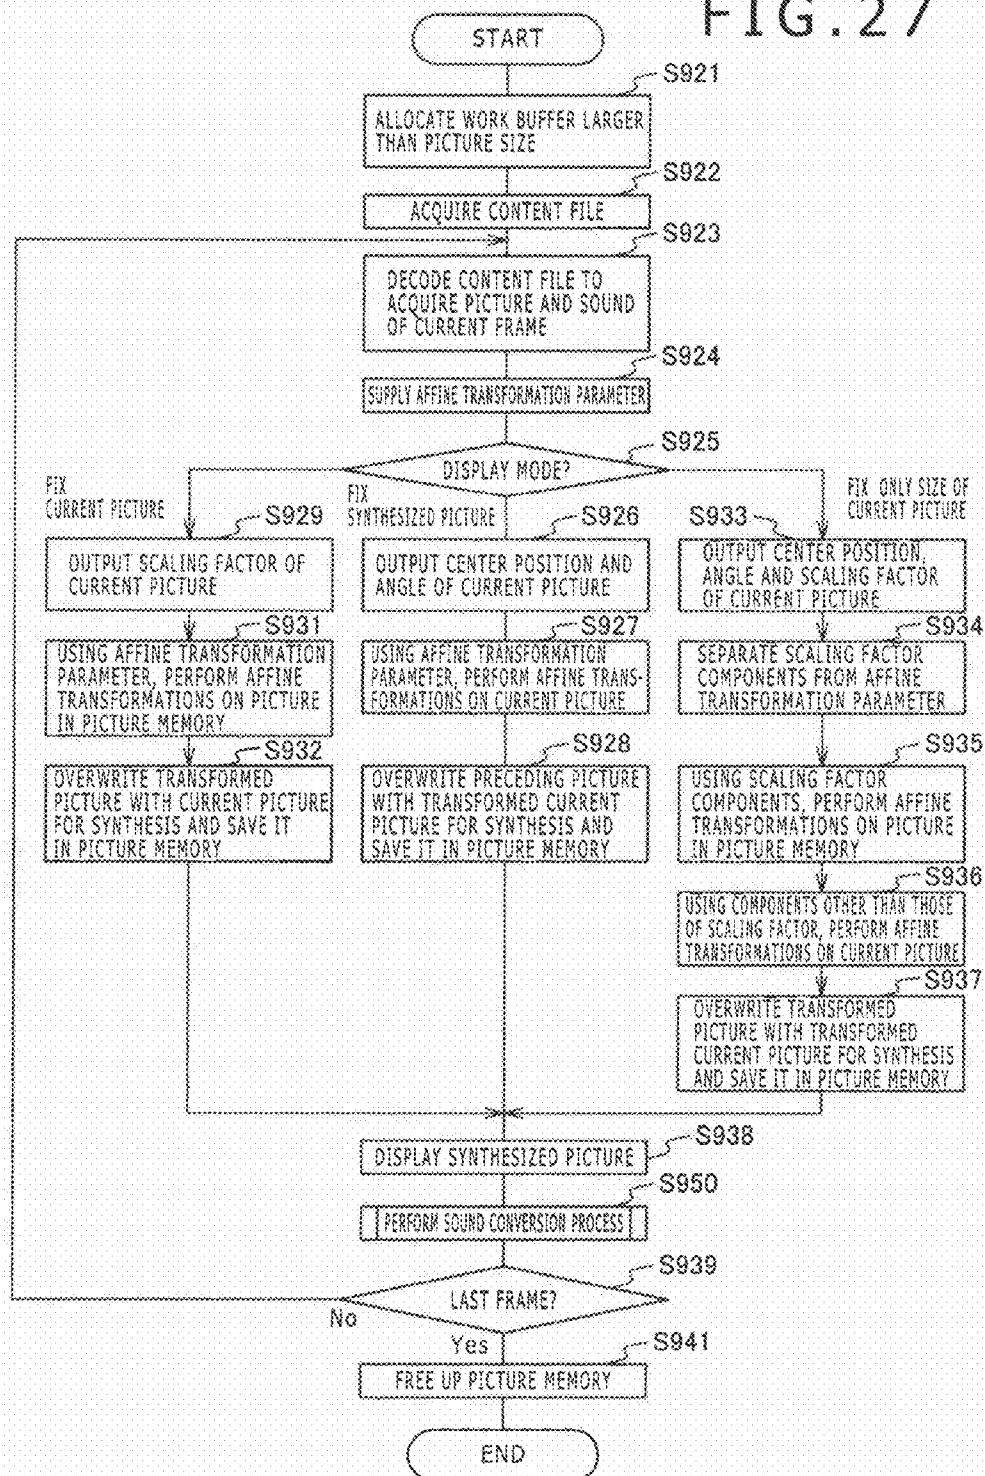 FIG.27
START
S921
ALLOCATE WORK BUFFER LARGER
THAN PICTURE SIZE
S922
ACQUIRE CONTENT FILE
S923
DECODE CONTENT FILE TO
ACQUIRE PICTURE AND SOUND
OF CURRENT FRAME
S924
SUPPLY AFFINE TRANSFORMATION PARAMETER
S925
DISPLAY MODE?
FIX
CURRENT PICTURE
FIX
SYNTHESIZED PICTURE
FIX ONLY SIZE OF
CURRENT PICTURE
S929
OUTPUT SCALING FACTOR OF
CURRENT PICTURE
S931
USING AFFINE TRANSFORMATION
PARAMETER, PERFORM AFFINE
TRANSFORMATIONS ON PICTURE
IN PICTURE MEMORY
S932
OVERWRITE TRANSFORMED
PICTURE WITH CURRENT PICTURE
FOR SYNTHESIS AND SAVE IT
IN PICTURE MEMORY
S926
OUTPUT CENTER POSITION AND
ANGLE OF CURRENT PICTURE
S927
USING AFFINE TRANSFORMATION
PARAMETER, PERFORM AFFINE TRANS-
FORMATIONS ON CURRENT PICTURE
S928
OVERWRITE PRECEDING PICTURE
WITH TRANSFORMED CURRENT
PICTURE FOR SYNTHESIS AND
SAVE IT IN PICTURE MEMORY
S933
OUTPUT CENTER POSITION,
ANGLE AND SCALING FACTOR
OF CURRENT PICTURE
S934
SEPARATE SCALING FACTOR
COMPONENTS FROM AFFINE
TRANSFORMATION PARAMETER
S935
USING SCALING FACTOR
COMPONENTS, PERFORM AFFINE
TRANSFORMATIONS ON PICTURE
IN PICTURE MEMORY
S936
USING COMPONENTS OTHER THAN THOSE
OF SCALING FACTOR, PERFORM AFFINE
TRANSFORMATIONS ON CURRENT PICTURE
S937
OVERWRITE TRANSFORMED
PICTURE WITH TRANSFORMED
CURRENT PICTURE FOR SYNTHESIS
AND SAVE IT IN PICTURE MEMORY
S938
DISPLAY SYNTHESIZED PICTURE
S950
PERFORM SOUND CONVERSION PROCESS
S939
LAST FRAME?
No
Yes
S941
FREE UP PICTURE MEMORY
END